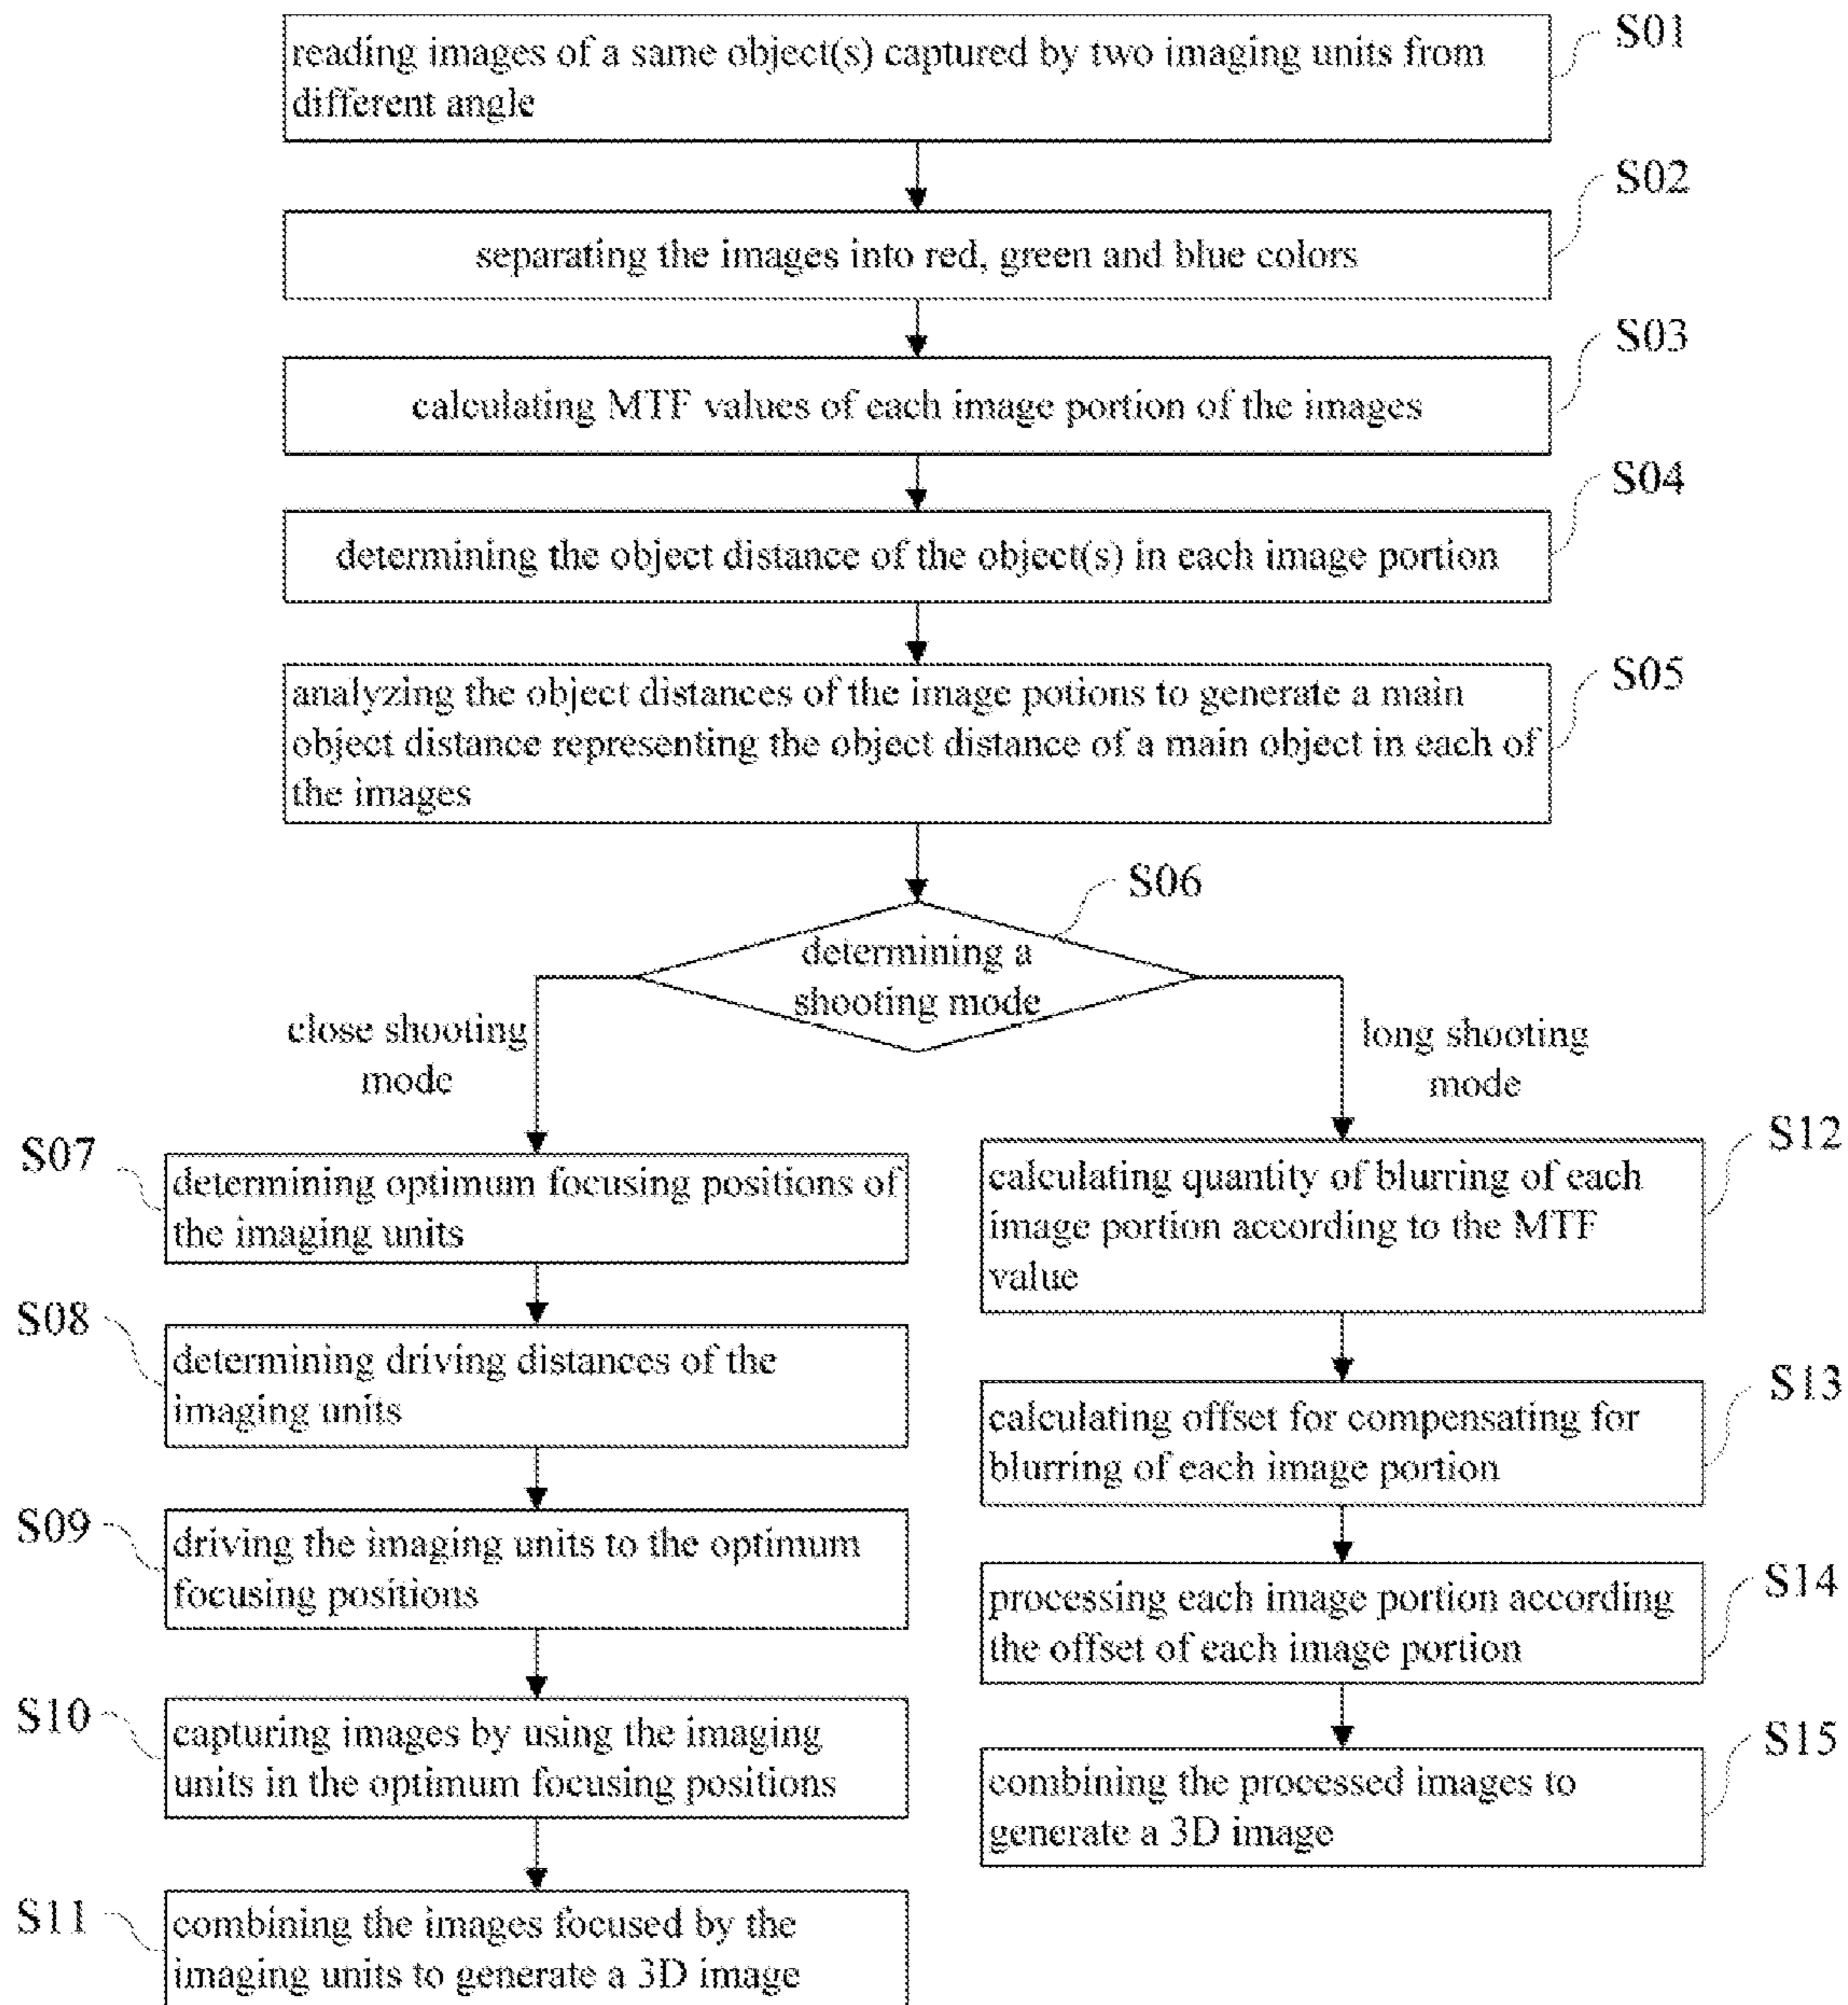 S01
reading images of a same object(s) captured by two imaging units from
different angle
S02
separating the images into red, green and blue colors
S03
calculating MTF values of each image portion of the images
S04
determining the object distance of the object(s) in each image portion
S05
analyzing the object distances of the image potions to generate a main
object distance representing the object distance of a main object in each of
the images
S06
determining a
shooting mode
close shooting
mode
long shooting
mode
S07
determining optimum focusing positions of
the imaging units
S08
determining driving distances of the
imaging units
S09
driving the imaging units to the optimum
focusing positions
S10
capturing images by using the imaging
units in the optimum focusing positions
S11
combining the images focused by the
imaging units to generate a 3D image
S12
calculating quantity of blurring of each
image portion according to the MTF
value
S13
calculating offset for compensating for
blurring of each image portion
S14
processing each image portion according
the offset of each image portion
S15
combining the processed images to
generate a 3D image